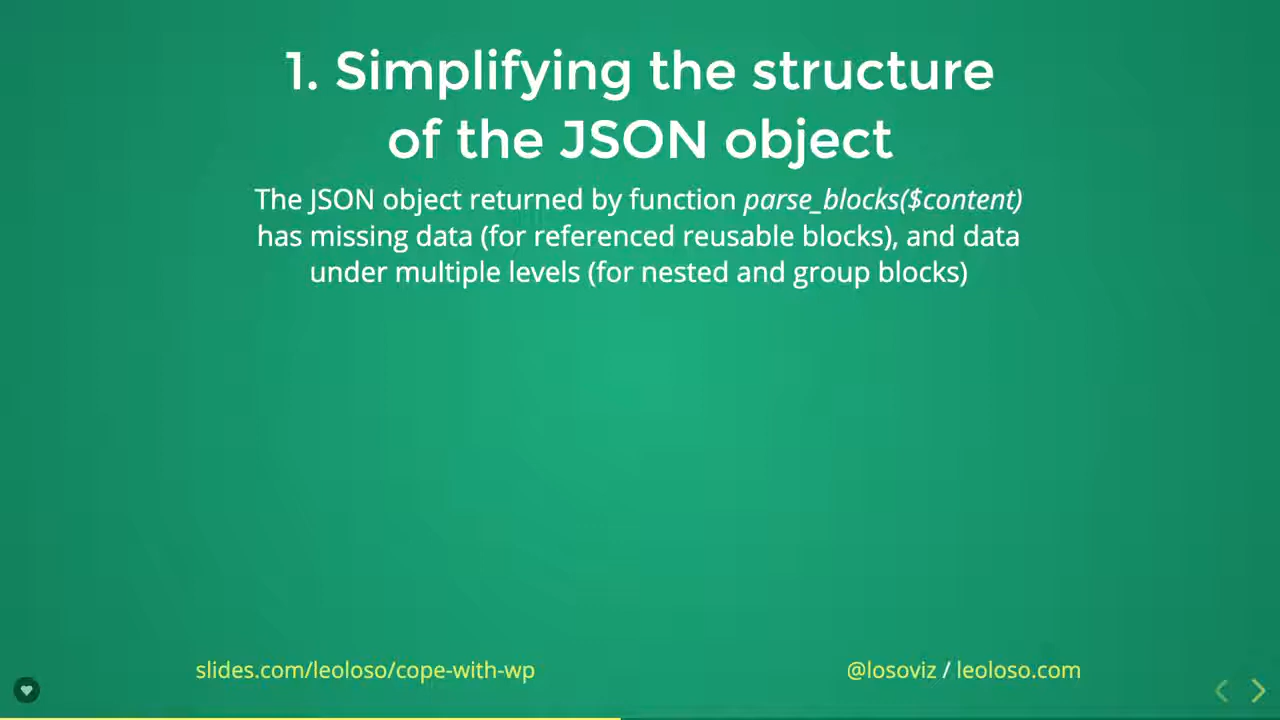 1. Simplifying the structure
of the JSON object
The JSON object returned by function parse_blocks($content)
has missing data (for referenced reusable blocks), and data
under multiple levels (for nested and group blocks)
slides.com/leoloso/cope-with-wp
@losoviz / leoloso.com